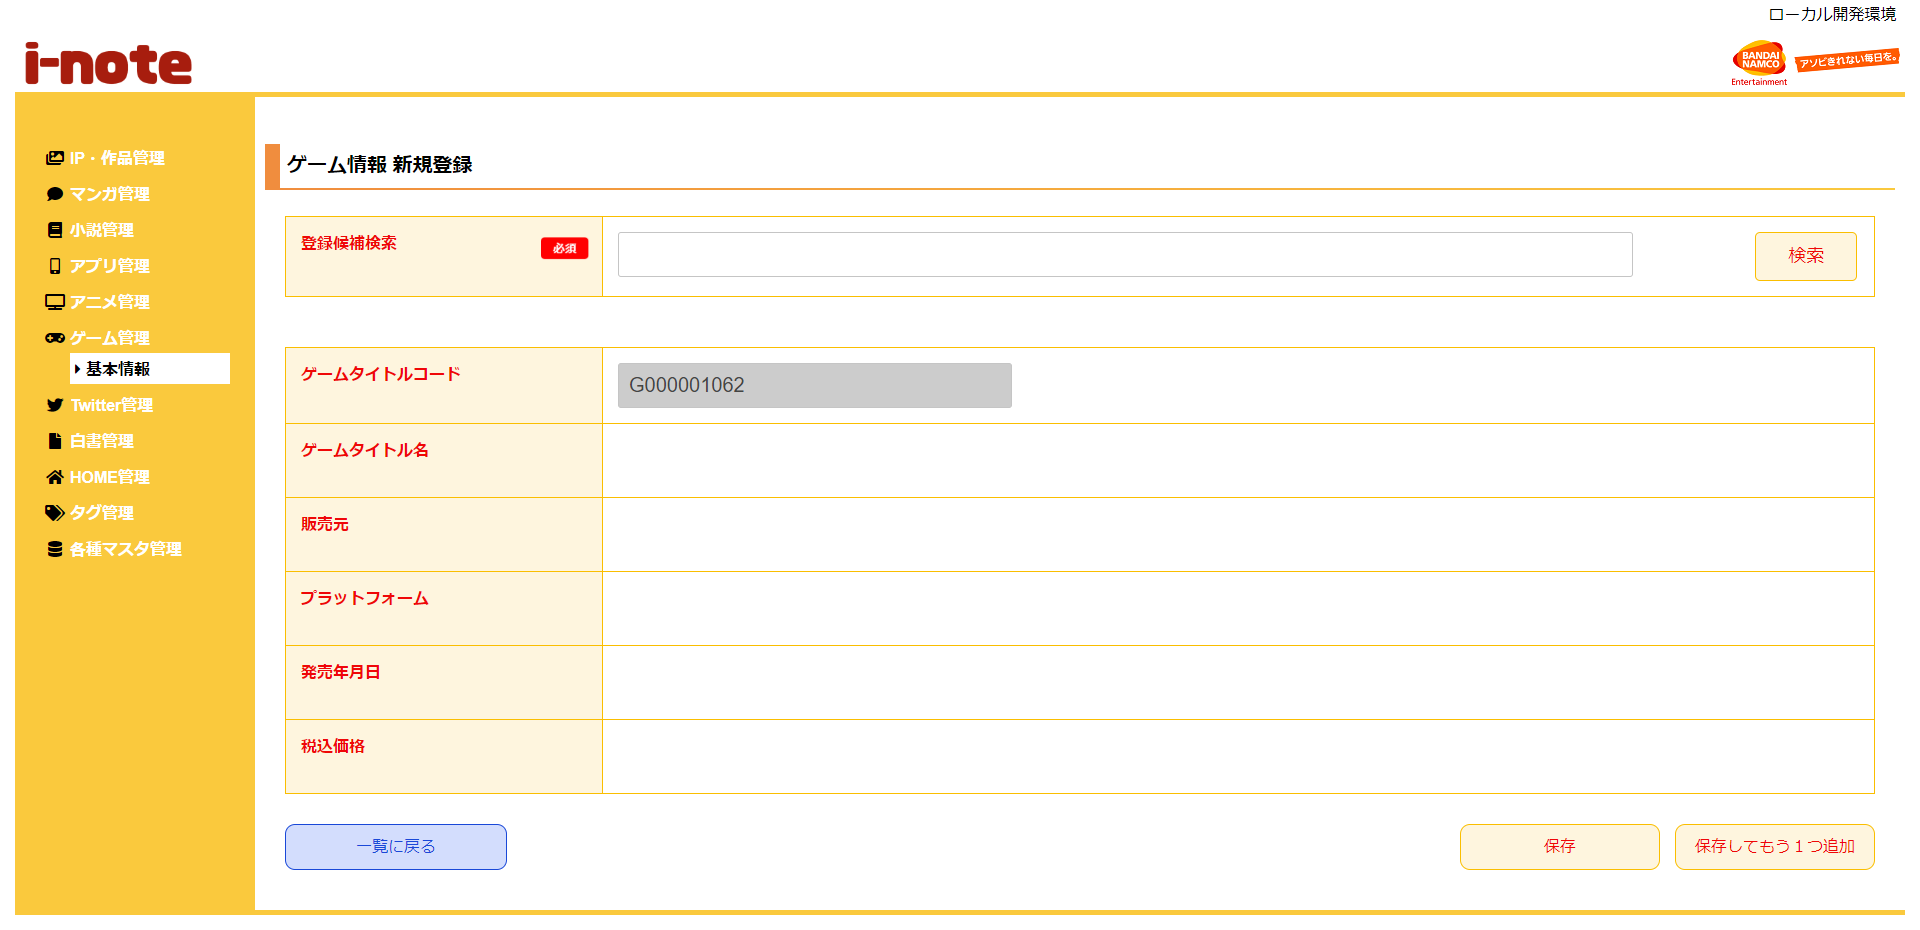 ローカル開発環境
i-note
BANDAI
NAMCO
Entertainment
アソビきれない毎日を。
IP・作品管理
マンガ管理
小説管理
アプリ管理
アニメ管理
ゲーム管理
基本情報
Twitter管理
白書管理
HOME管理
タグ管理
各種マスタ管理
ゲーム情報 新規登録
登録候補検索 必須
検索
ゲームタイトルコード
G000001062
ゲームタイトル名
販売元
プラットフォーム
発売年月日
税込価格
一覧に戻る
保存
保存してもう１つ追加